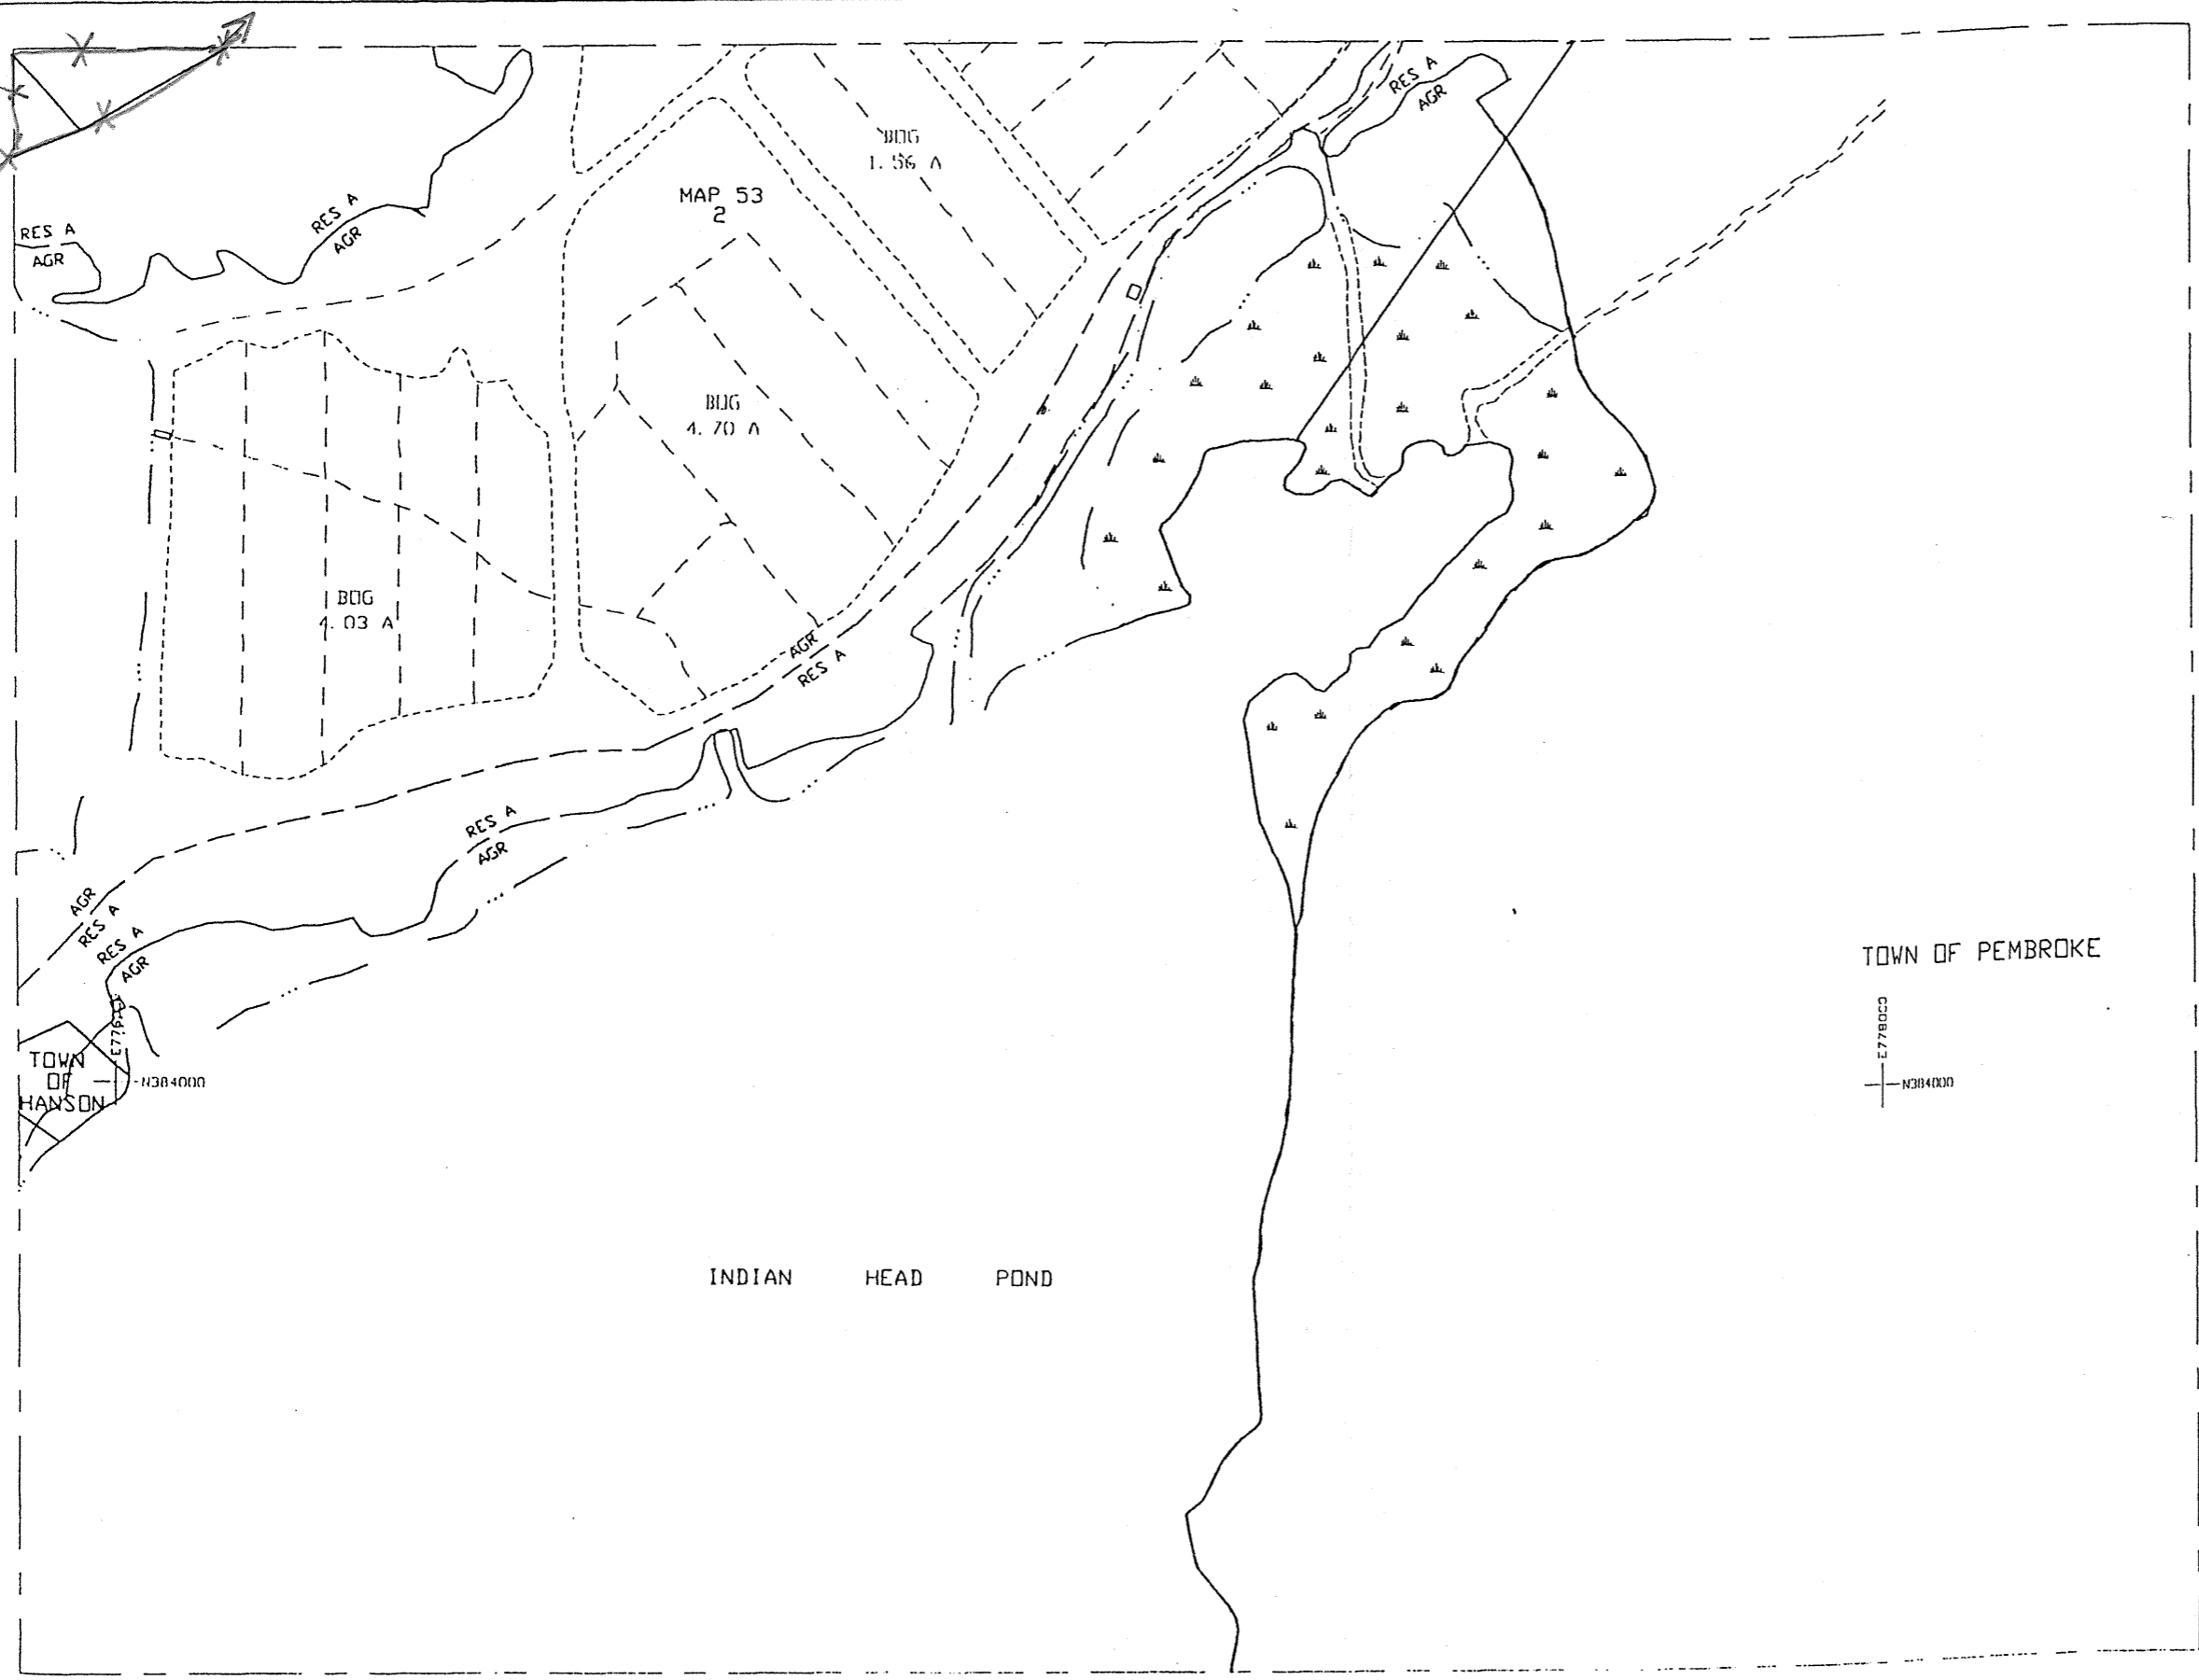 RES A
AGR
BOG
1.56 A
MAP 53
2
RES A
AGR
RES A
AGR
BOG
4.70 A
BOG
4.03 A
AGR
RES A
RES A
AGR
AGR
RES A
RES A
AGR
TOWN OF PEMBROKE
E778000
N384000
TOWN
OF
HANSON
N384000
INDIAN HEAD POND